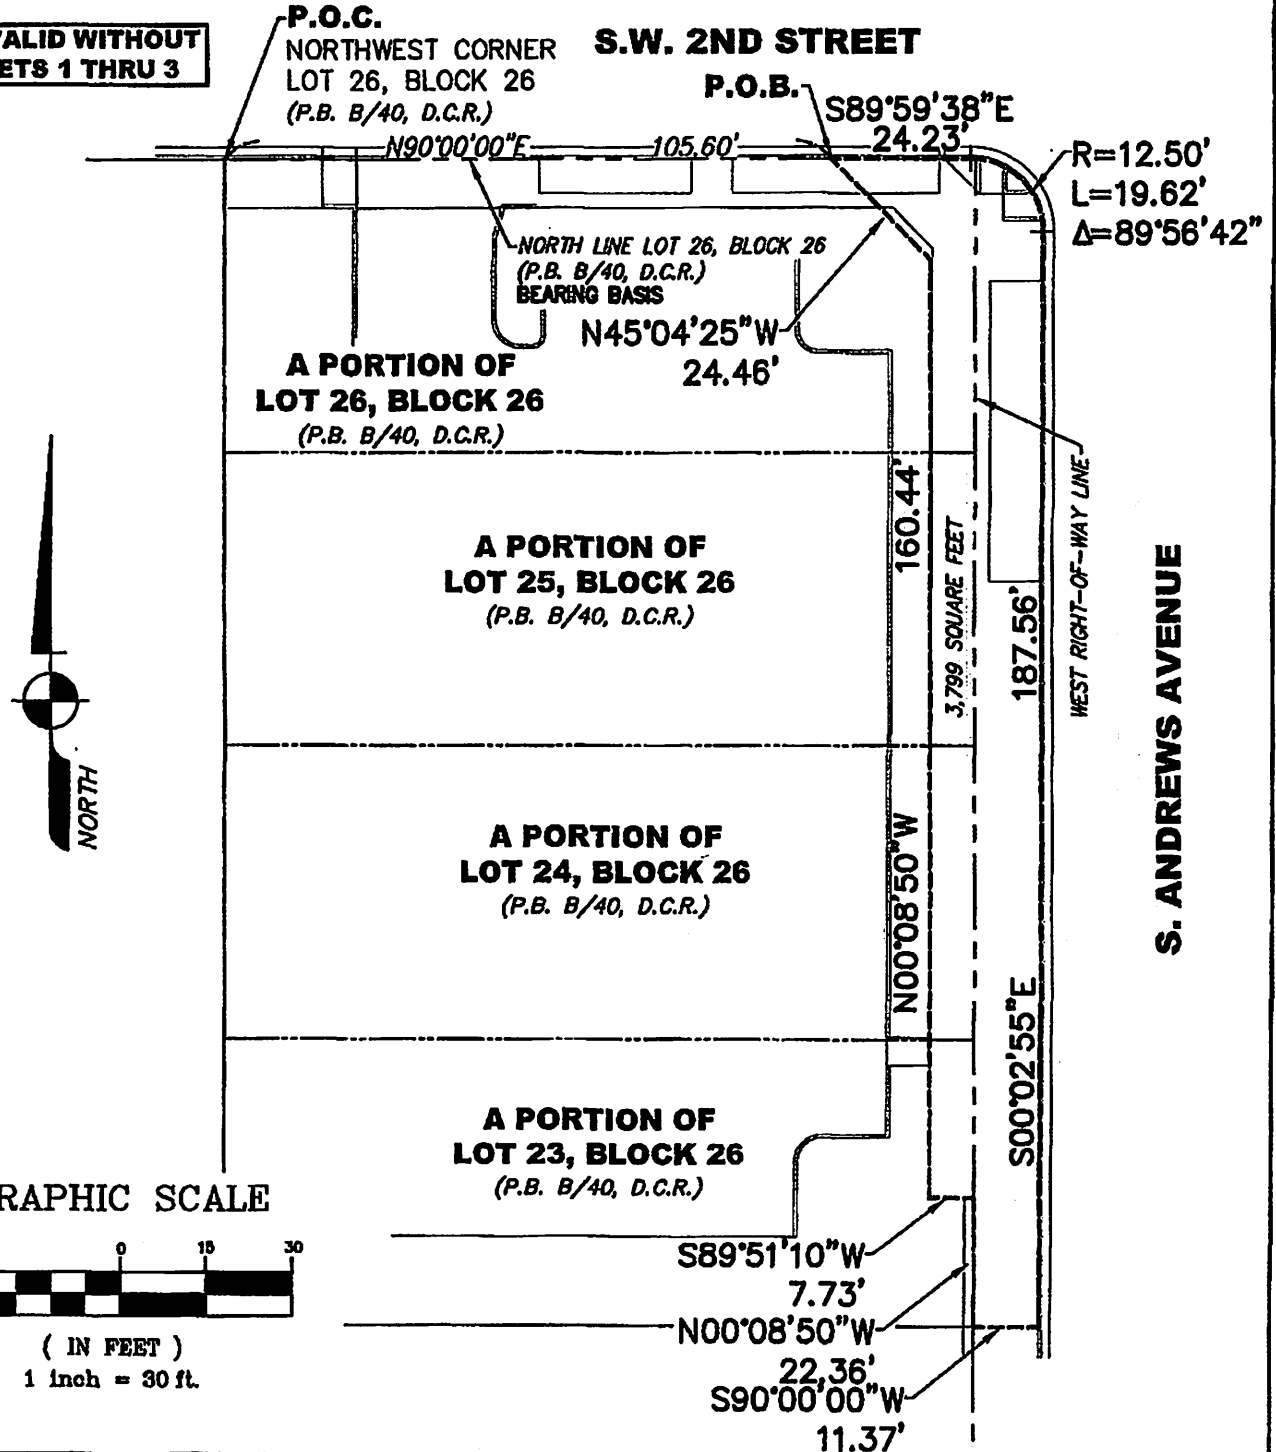 VALID WITHOUT
ETS 1 THRU 3
P.O.C.
NORTHWEST CORNER
LOT 26, BLOCK 26
(P.B. B/40, D.C.R.)
S.W. 2ND STREET
P.O.B.
S89°59'38"E
24.23'
N90°00'00"E
105.60'
R=12.50'
L=19.62'
Δ=89°56'42"
NORTH LINE LOT 26, BLOCK 26
(P.B. B/40, D.C.R.)
BEARING BASIS
N45°04'25"W
24.46'
A PORTION OF
LOT 26, BLOCK 26
(P.B. B/40, D.C.R.)
A PORTION OF
LOT 25, BLOCK 26
(P.B. B/40, D.C.R.)
160.44'
3,799 SQUARE FEET
187.56'
WEST RIGHT-OF-WAY LINE
S. ANDREWS AVENUE
NORTH
A PORTION OF
LOT 24, BLOCK 26
(P.B. B/40, D.C.R.)
N00°08'50"W
S00°02'55"E
A PORTION OF
LOT 23, BLOCK 26
(P.B. B/40, D.C.R.)
RAPHIC SCALE
0 15 30
( IN FEET )
1 inch = 30 ft.
S89°51'10"W
7.73'
N00°08'50"W
22,36'
S90°00'00"W
11.37'